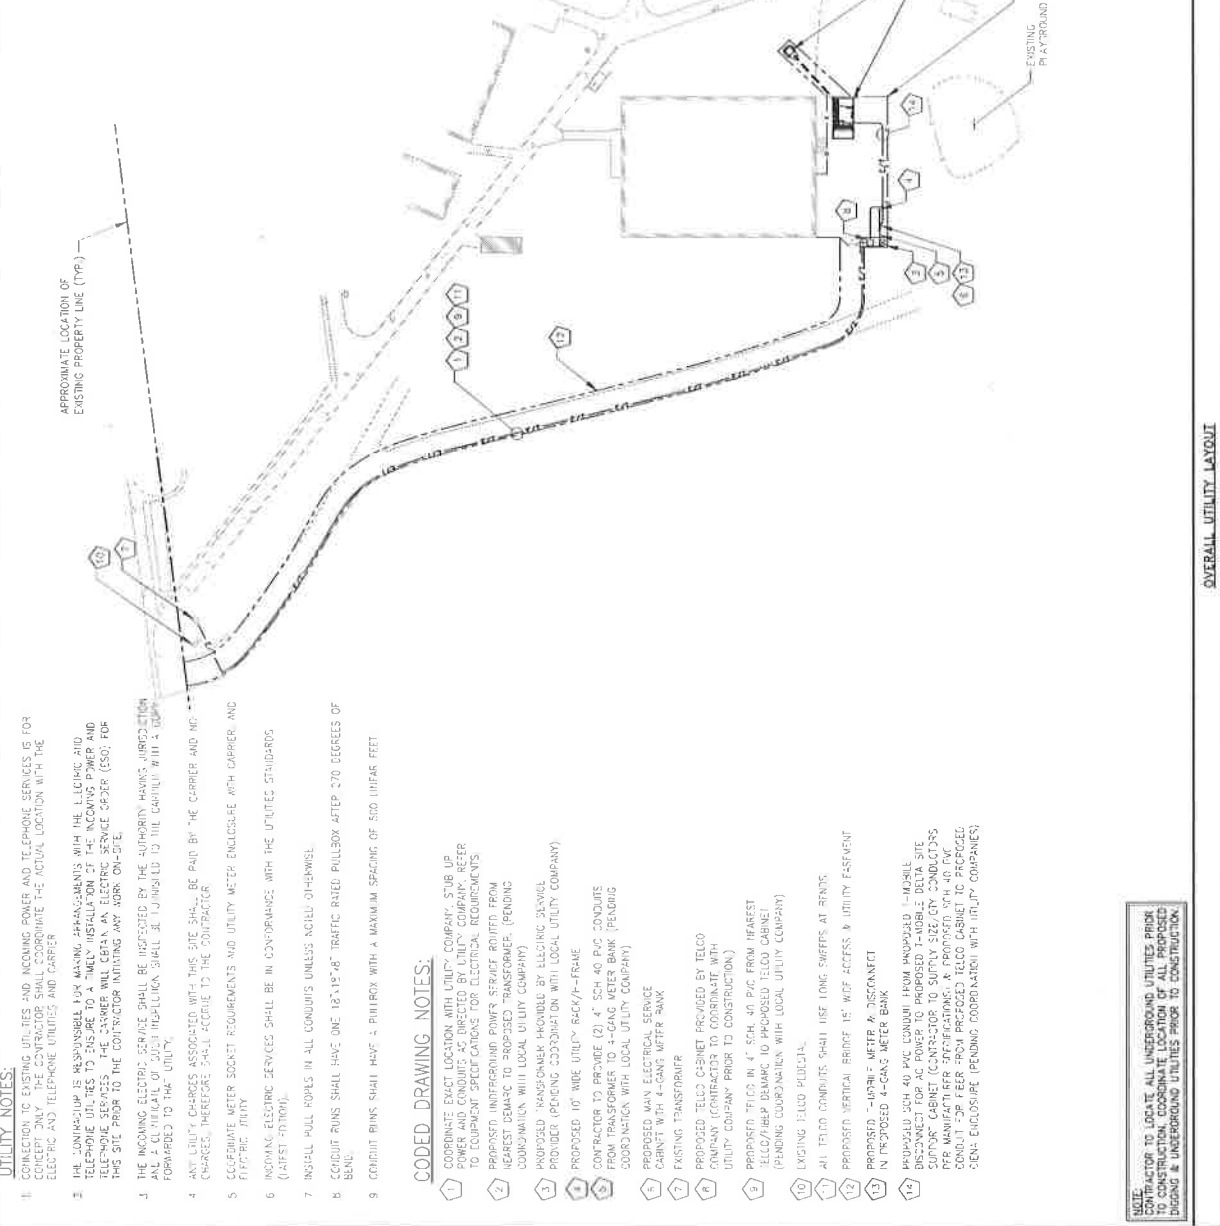 UTILITY NOTES:
1. CONNECTION TO EXISTING UTILITIES AND INCOMING POWER AND TELEPHONE SERVICES IS FOR
CONCEPT ONLY. THE CONTRACTOR SHALL COORDINATE THE ACTUAL LOCATION WITH THE
ELECTRIC AND TELEPHONE UTILITIES AND CARRIER
2 THE CONTRACTOR IS RESPONSIBLE FOR MAKING ARRANGEMENTS WITH THE ELECTRIC AND
TELEPHONE UTILITIES TO ENSURE TO A TIMELY INSTALLATION OF THE INCOMING POWER AND
TELEPHONE SERVICES. THE CARRIER WILL OBTAIN AN ELECTRIC SERVICE ORDER (ESO) FOR
THIS SITE PRIOR TO THE CONTRACTOR INITIATING ANY WORK ON-SITE.
3 THE INCOMING ELECTRIC SERVICE SHALL BE INSPECTED BY THE AUTHORITY HAVING JURISDICTION
AND A CERTIFICATE OF SUCH INSPECTION SHALL BE FURNISHED TO THE CARRIER WITH A COPY
FORWARDED TO THAT UTILITY.
4 ANY UTILITY CHARGES ASSOCIATED WITH THIS SITE SHALL BE PAID BY THE CARRIER AND NO
CHARGES, THEREFORE SHALL ACCRUE TO THE CONTRACTOR
5 COORDINATE METER SOCKET REQUIREMENTS AND UTILITY METER ENCLOSURE WITH CARRIER, AND
ELECTRIC UTILITY
6 INCOMING ELECTRIC SERVICES SHALL BE IN CONFORMANCE WITH THE UTILITIES STANDARDS
(LATEST EDITION).
7 INSTALL PULL ROPES IN ALL CONDUITS UNLESS NOTED OTHERWISE.
8 CONDUIT RUNS SHALL HAVE ONE TRAFFIC RATED PULLBOX AFTER 270 DEGREES OF
BEND.
9 CONDUIT RUNS SHALL HAVE A PULLBOX WITH A MAXIMUM SPACING OF 500 LINEAR FEET
CODED DRAWING NOTES:
1 COORDINATE EXACT LOCATION WITH UTILITY COMPANY. STUB UP
POWER AND CONDUITS AS DIRECTED BY UTILITY COMPANY. REFER
TO EQUIPMENT SPECIFICATIONS FOR ELECTRICAL REQUIREMENTS
2 PROPOSED UNDERGROUND POWER SERVICE ROUTED FROM
NEAREST DEMARC TO PROPOSED TRANSFORMER. (PENDING
COORDINATION WITH LOCAL UTILITY COMPANY)
3 PROPOSED TRANSFORMER PROVIDED BY ELECTRIC SERVICE
PROVIDER (PENDING COORDINATION WITH LOCAL UTILITY COMPANY)
4 PROPOSED 10" WIDE UTILITY RACK/H-FRAME
5 CONTRACTOR TO PROVIDE (2) 4" SCH 40 PVC CONDUITS
FROM TRANSFORMER TO 4-GANG METER BANK (PENDING
COORDINATION WITH LOCAL UTILITY COMPANY)
6 PROPOSED MAIN ELECTRICAL SERVICE
CABINET WITH 4-GANG METER BANK
7 EXISTING TRANSFORMER
8 PROPOSED TELCO CABINET PROVIDED BY TELCO
COMPANY (CONTRACTOR TO COORDINATE WITH
UTILITY COMPANY PRIOR TO CONSTRUCTION)
9 PROPOSED TELCO IN 4" SCH. 40 PVC FROM NEAREST
TELCO/FIBER DEMARC TO PROPOSED TELCO CABINET
(PENDING COORDINATION WITH LOCAL UTILITY COMPANY)
10 EXISTING TELCO PEDESTAL
11 ALL TELCO CONDUITS SHALL USE LONG SWEEPS AT BENDS.
12 PROPOSED VERTICAL BRIDGE 15' WIDE ACCESS & UTILITY EASEMENT
13 PROPOSED T-MOBILE METER & DISCONNECT
IN PROPOSED 4-GANG METER BANK
14 PROPOSED SCH 40 PVC CONDUIT FROM PROPOSED T-MOBILE
DISCONNECT FOR AC POWER TO PROPOSED T-MOBILE DELTA SITE
SUPPORT CABINET (CONTRACTOR TO SUPPLY SIZE/QTY CONDUCTORS
PER MANUFACTURER SPECIFICATIONS) & PROPOSED SCH 40 PVC
CONDUIT FOR FIBER FROM PROPOSED TELCO CABINET TO PROPOSED
CIENA ENCLOSURE (PENDING COORDINATION WITH UTILITY COMPANIES)
APPROXIMATE LOCATION OF
EXISTING PROPERTY LINE (TYP.)
10
7
1 2 9 11
12
8
4
14
3
5
13
6
EXISTING
PLAYGROUND
NOTE:
CONTRACTOR TO LOCATE ALL UNDERGROUND UTILITIES PRIOR
TO CONSTRUCTION, COORDINATE LOCATION OF ALL PROPOSED
DIGGING & UNDERGROUND UTILITIES PRIOR TO CONSTRUCTION.
OVERALL UTILITY LAYOUT